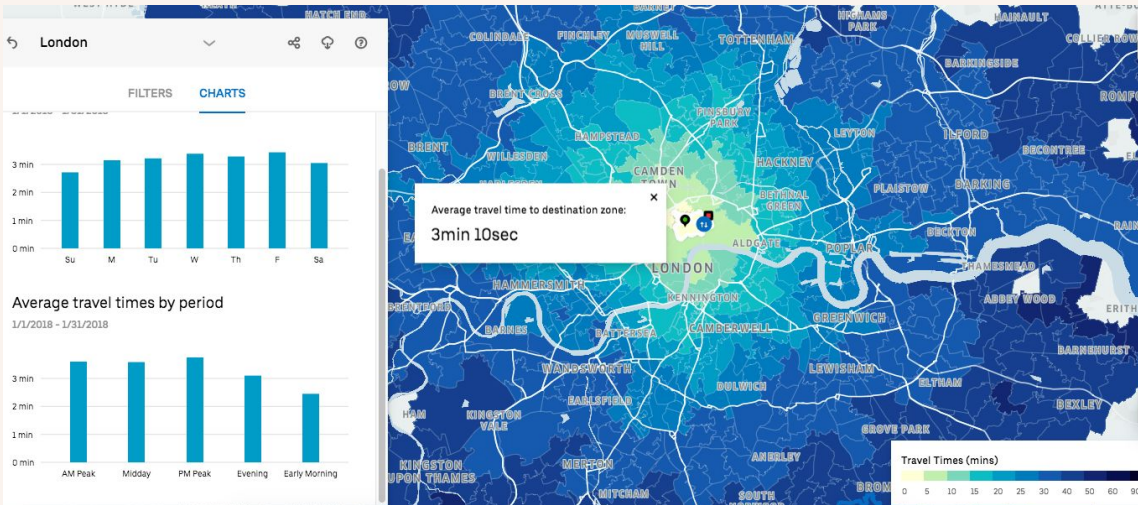 HATCH END
London
FILTERS
CHARTS
3 min
2 min
1 min
0 min
Su M Tu W Th F Sa
Average travel times by period
1/1/2018 - 1/31/2018
3 min
2 min
1 min
0 min
AM Peak Midday PM Peak Evening Early Morning
Average travel time to destination zone:
3min 10sec
BARNET
COLINDALE
FINCHLEY
MUSWELL
HILL
TOTTENHAM
HIGHAMS
PARK
HAINAULT
COLLIER ROW
BARKINGSIDE
BRENT CROSS
FINSBURY
PARK
HAMPSTEAD
LEYTON
ILFORD
BECONTREE
BRENT
WILLESDEN
CAMDEN
TOWN
HACKNEY
PLAISTOW
BARKING
BETHNAL
GREEN
BECKTON
ALDGATE
POPLAR
LONDON
THAMESMEAD
HAMMERSMITH
KENNINGTON
ABBEY WOOD
ERITH
BARNES
BATTERSEA
CAMBERWELL
GREENWICH
BARNEHURST
WANDSWORTH
LEWISHAM
DULWICH
ELTHAM
EARLSFIELD
BEXLEY
HAM
KINGSTON
VALE
GROVE PARK
KINGSTON
UPON THAMES
MERTON
ANERLEY
MITCHAM
SOUTH
Travel Times (mins)
0 5 10 15 20 25 30 40 50 60 90